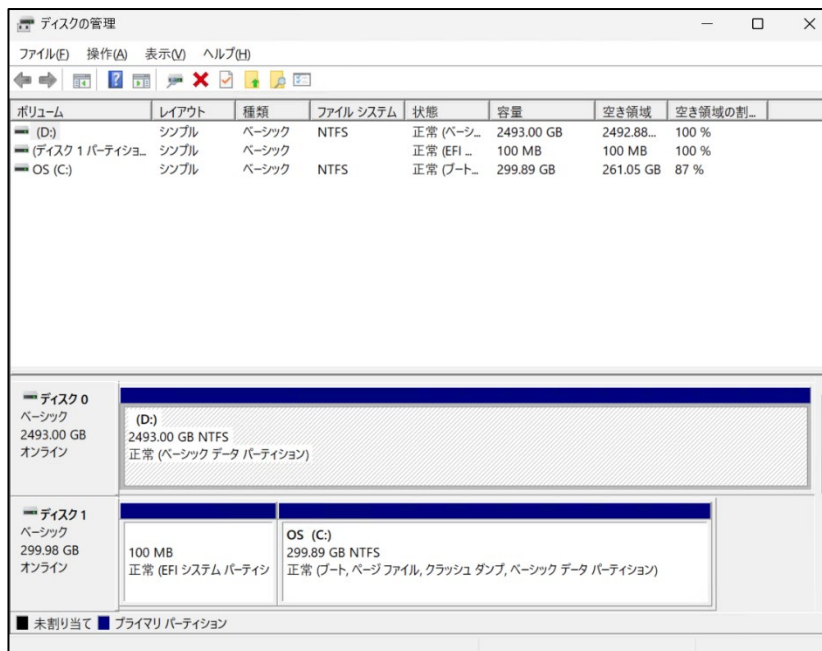 ディスクの管理
ファイル(F) 操作(A) 表示(V) ヘルプ(H)
ボリューム レイアウト 種類 ファイル システム 状態 容量 空き領域 空き領域の割...
(D:) シンプル ベーシック NTFS 正常 (ベーシ... 2493.00 GB 2492.88... 100 %
(ディスク 1 パーティショ... シンプル ベーシック 正常 (EFI ... 100 MB 100 MB 100 %
OS (C:) シンプル ベーシック NTFS 正常 (ブート... 299.89 GB 261.05 GB 87 %
ディスク 0
ベーシック
2493.00 GB
オンライン
(D:)
2493.00 GB NTFS
正常 (ベーシック データ パーティション)
ディスク 1
ベーシック
299.98 GB
オンライン
100 MB
正常 (EFI システム パーティシ
OS (C:)
299.89 GB NTFS
正常 (ブート, ページ ファイル, クラッシュ ダンプ, ベーシック データ パーティション)
未割り当て プライマリ パーティション